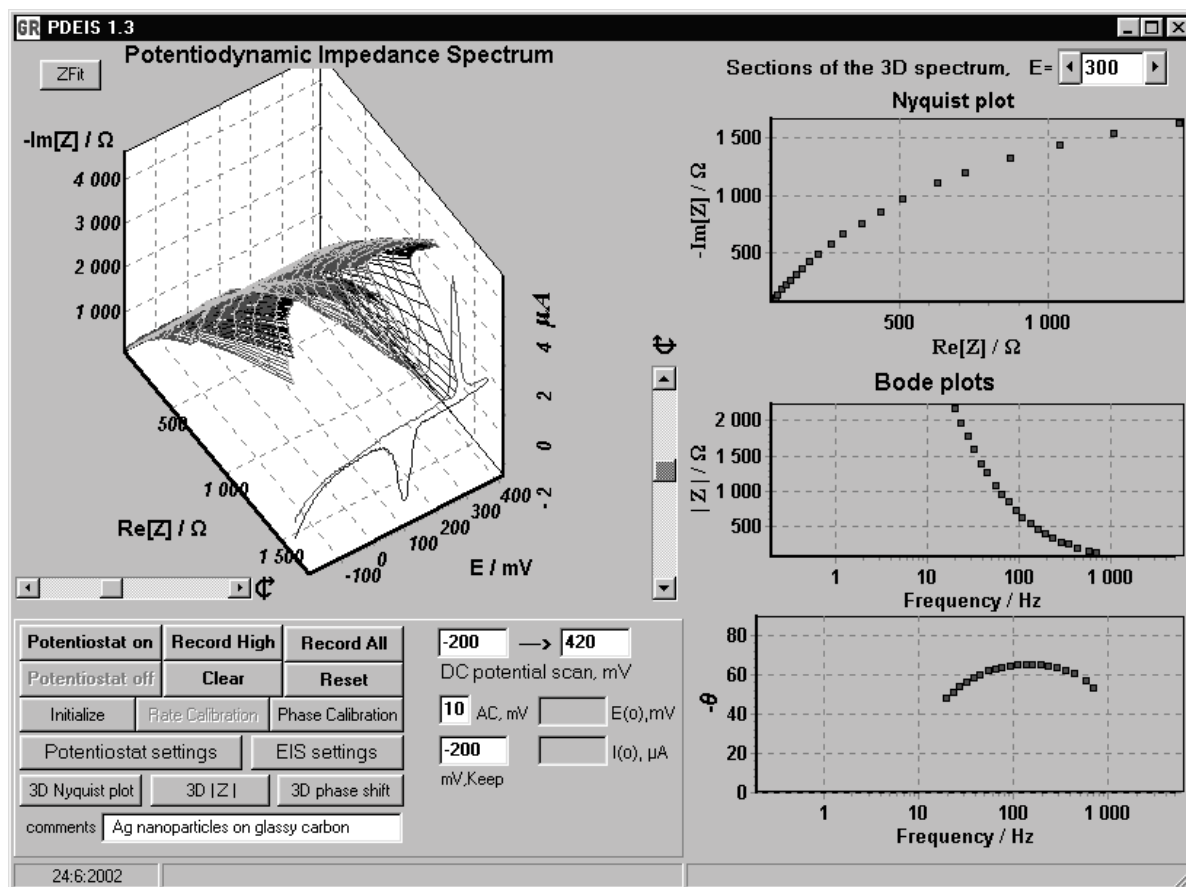 GR PDEIS 1.3
Potentiodynamic Impedance Spectrum
ZFit
-Im[Z] / Ω
4 000
3 000
2 000
1 000
500
1 000
1 500
Re[Z] / Ω
-100
0
100
200
300
400
E / mV
μA
4
2
0
-2
Sections of the 3D spectrum, E= 300
Nyquist plot
-Im[Z] / Ω
1 500
1 000
500
500 1 000
Re[Z] / Ω
Bode plots
| Z | / Ω
2 000
1 500
1 000
500
1 10 100 1 000
Frequency / Hz
-θ
80
60
40
20
0
1 10 100 1 000
Frequency / Hz
Potentiostat on Record High Record All
Potentiostat off Clear Reset
Initialize Rate Calibration Phase Calibration
Potentiostat settings EIS settings
3D Nyquist plot 3D | Z | 3D phase shift
comments Ag nanoparticles on glassy carbon
-200 —> 420
DC potential scan, mV
10 AC, mV E(o),mV
-200 I(o), μA
mV,Keep
24:6:2002